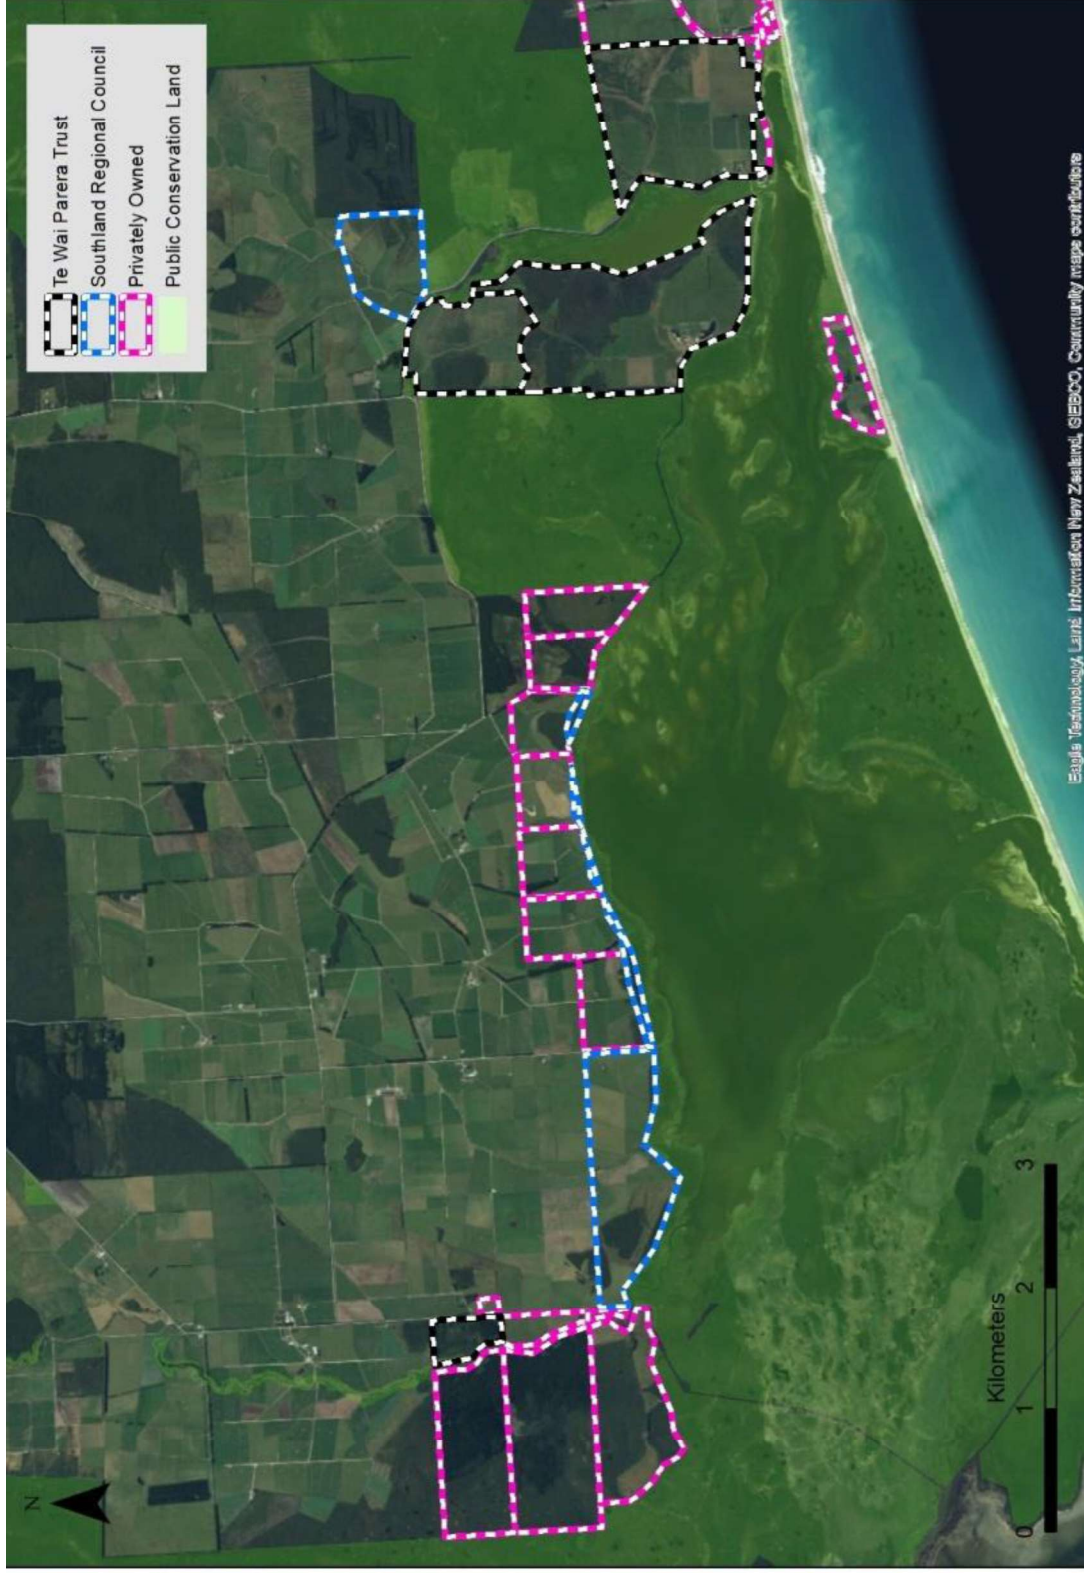 Te Wai Parera Trust
Southland Regional Council
Privately Owned
Public Conservation Land
N
Kilometers
0 1 2 3
Eagle Technology, Land Information New Zealand, GEBCO, Community maps contributors